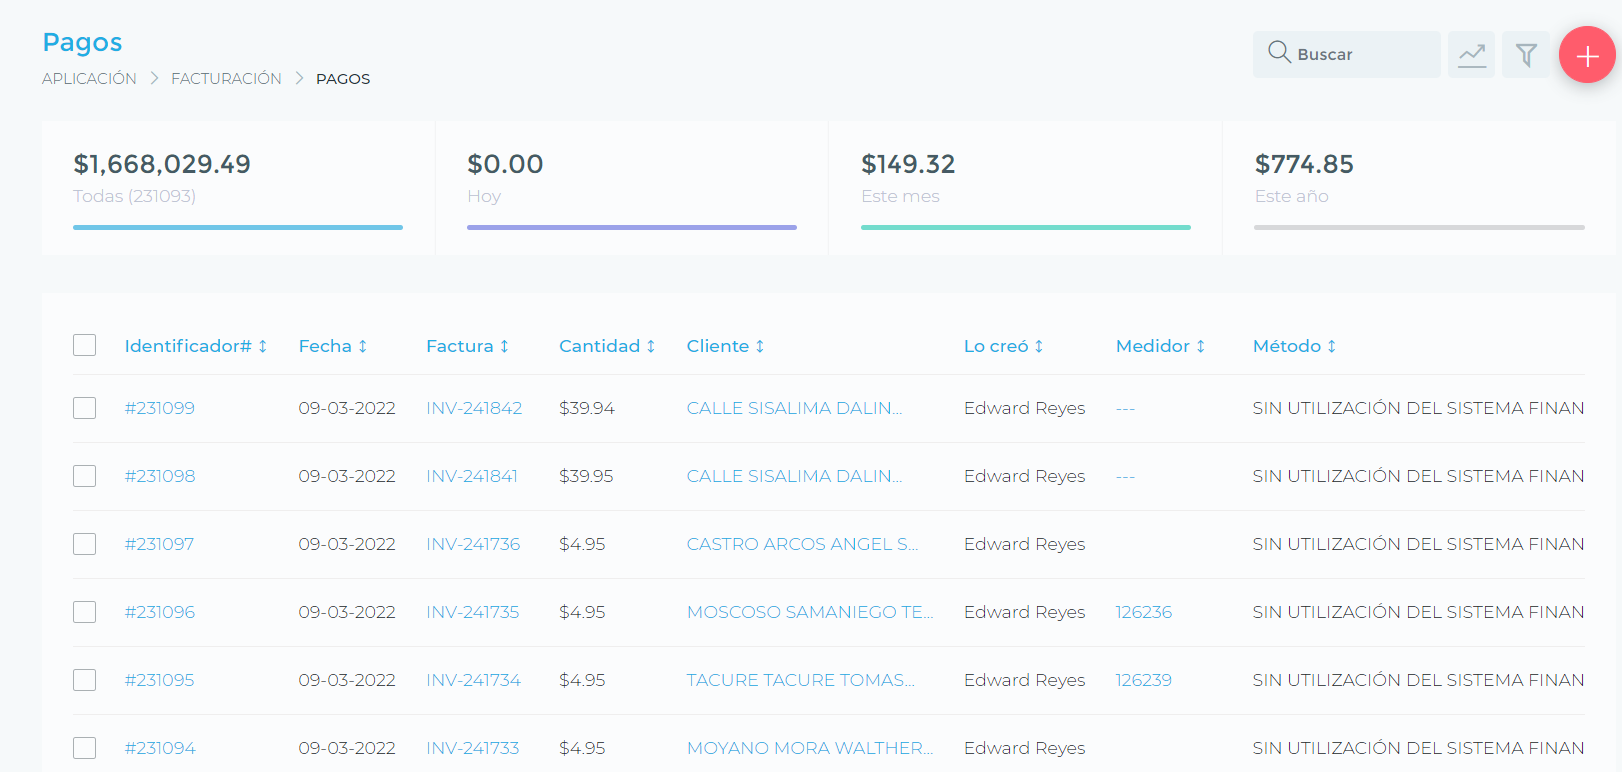 Pagos
Buscar
APLICACIÓN > FACTURACIÓN > PAGOS
$1,668,029.49 $0.00 $149.32 $774.85
Todas (231093) Hoy Este mes Este año
Identificador# Fecha Factura Cantidad Cliente Lo creó Medidor Método
#231099 09-03-2022 INV-241842 $39.94 CALLE SISALIMA DALIN... Edward Reyes --- SIN UTILIZACIÓN DEL SISTEMA FINAN
#231098 09-03-2022 INV-241841 $39.95 CALLE SISALIMA DALIN... Edward Reyes --- SIN UTILIZACIÓN DEL SISTEMA FINAN
#231097 09-03-2022 INV-241736 $4.95 CASTRO ARCOS ANGEL S... Edward Reyes SIN UTILIZACIÓN DEL SISTEMA FINAN
#231096 09-03-2022 INV-241735 $4.95 MOSCOSO SAMANIEGO TE... Edward Reyes 126236 SIN UTILIZACIÓN DEL SISTEMA FINAN
#231095 09-03-2022 INV-241734 $4.95 TACURE TACURE TOMAS... Edward Reyes 126239 SIN UTILIZACIÓN DEL SISTEMA FINAN
#231094 09-03-2022 INV-241733 $4.95 MOYANO MORA WALTHER... Edward Reyes SIN UTILIZACIÓN DEL SISTEMA FINAN